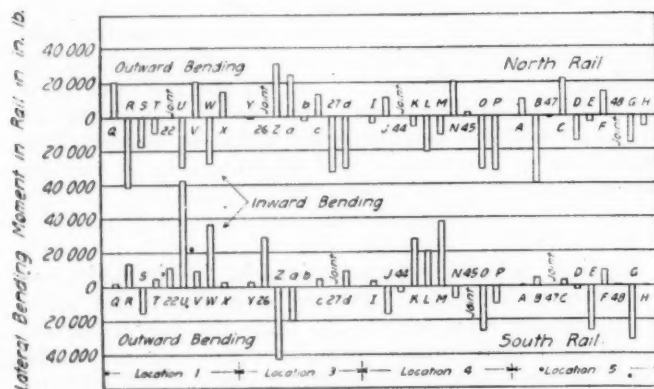 Lateral Bending Moment in Rail in in. lb.
40 000
Outward Bending
North Rail
20 000
R S T Joint U W Y Joint b 27 d I Joint K L M O P B 47 D E 48 G H
0
Q 22 V X 26 Z a c J 44 N 45 A C F Joint
20 000
40 000
Inward Bending
40 000
20 000
S Z a b Joint J 44 N 45 O P Joint D E G
0
Q R T 22 U V W X Y 26 c 27 d I K L M Joint A B 47 C F 48 H
20 000
Outward Bending
South Rail
40 000
Location 1 Location 3 Location 4 Location 5